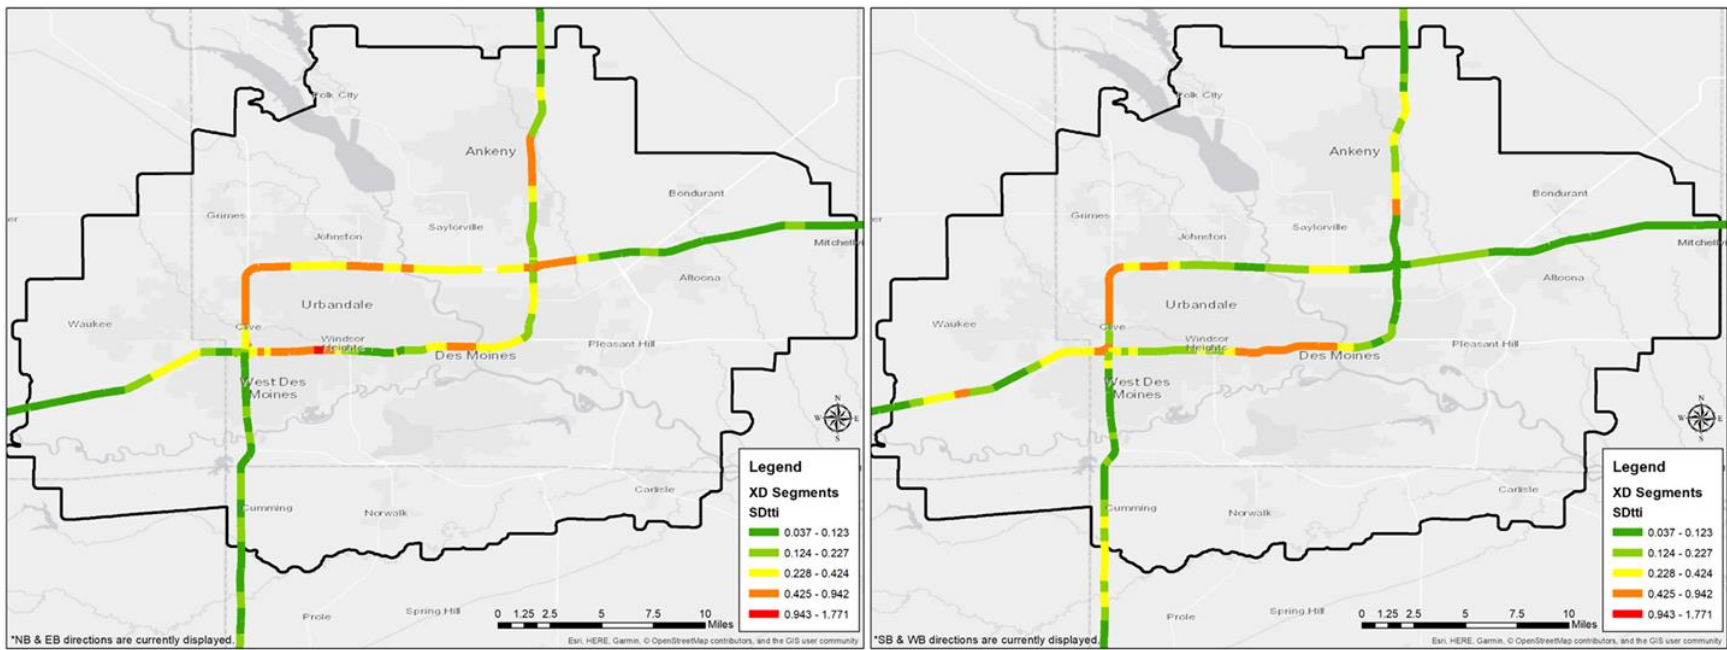 Polk City
Ankeny
Bondurant
Grimes
Saylorville
Johnston
Mitchellvi
Altoona
Urbandale
Waukee
Clive
Windsor
Heights
Pleasant Hill
Des Moines
West Des
Moines
N
W E
S
Carlisle
Cumming
Norwalk
Prole
Spring Hill
Legend
XD Segments
SDtti
0.037 - 0.123
0.124 - 0.227
0.228 - 0.424
0.425 - 0.942
0.943 - 1.771
0 1.25 2.5 5 7.5 10
Miles
*NB & EB directions are currently displayed.
Esri, HERE, Garmin, © OpenStreetMap contributors, and the GIS user community
Polk City
Ankeny
Bondurant
er
Grimes
Saylorville
Johnston
Mitchellvi
Altoona
Urbandale
Waukee
Clive
Windsor
Heights
Pleasant Hill
Des Moines
West Des
Moines
N
W E
S
Carlisle
Cumming
Norwalk
Prole
Spring Hill
Legend
XD Segments
SDtti
0.037 - 0.123
0.124 - 0.227
0.228 - 0.424
0.425 - 0.942
0.943 - 1.771
0 1.25 2.5 5 7.5 10
Miles
*SB & WB directions are currently displayed.
Esri, HERE, Garmin, © OpenStreetMap contributors, and the GIS user community